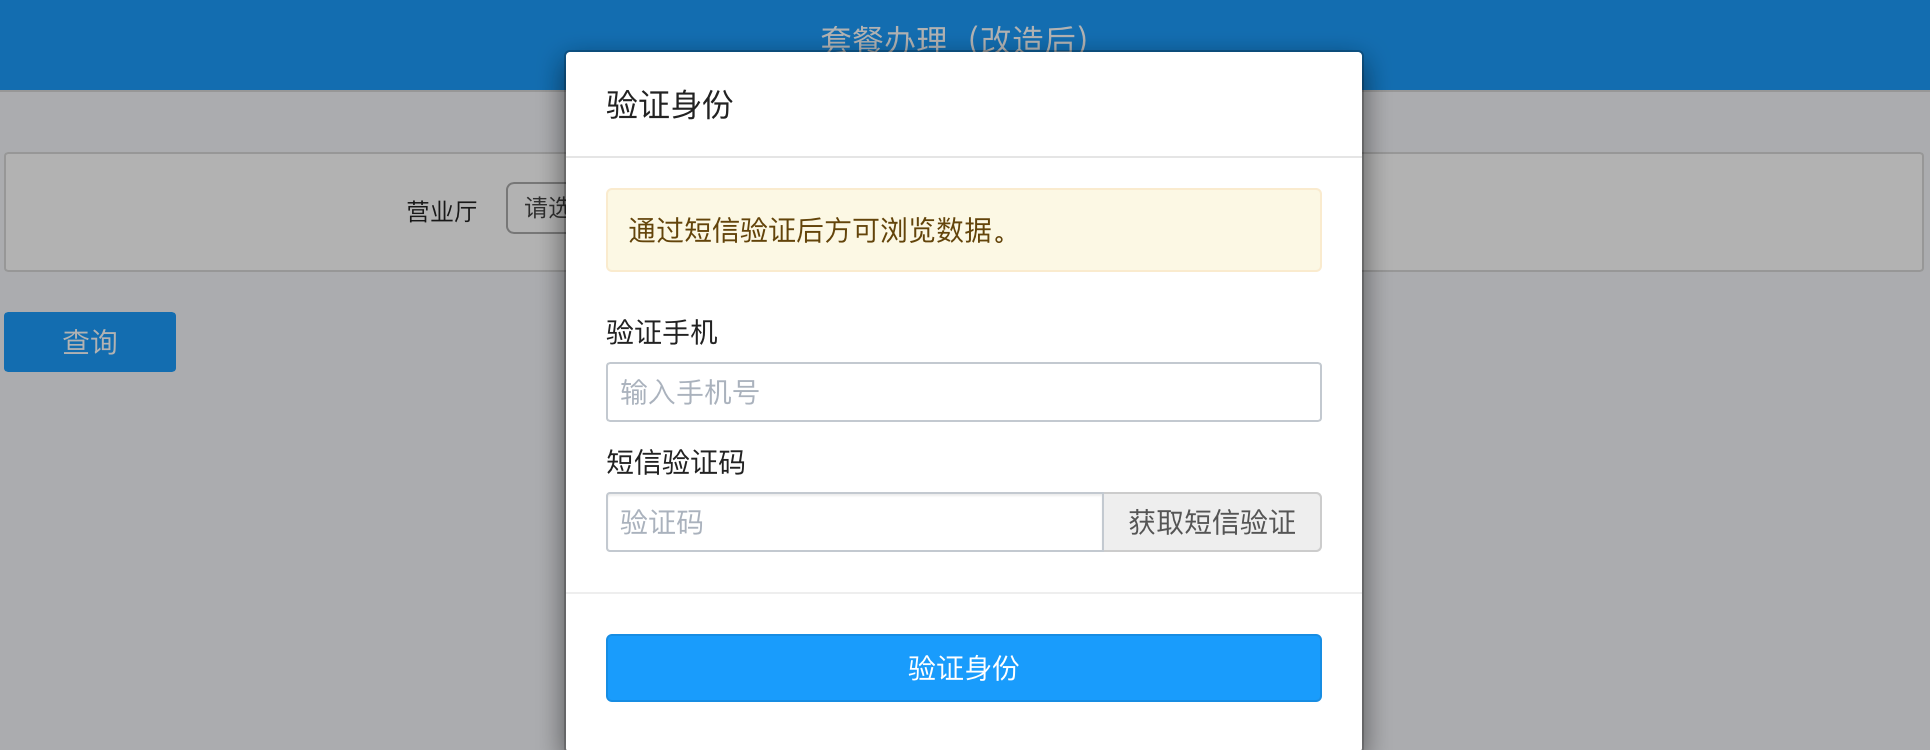 套餐办理（改造后）
验证身份
营业厅
请选
通过短信验证后方可浏览数据。
查询
验证手机
输入手机号
短信验证码
验证码
获取短信验证
验证身份